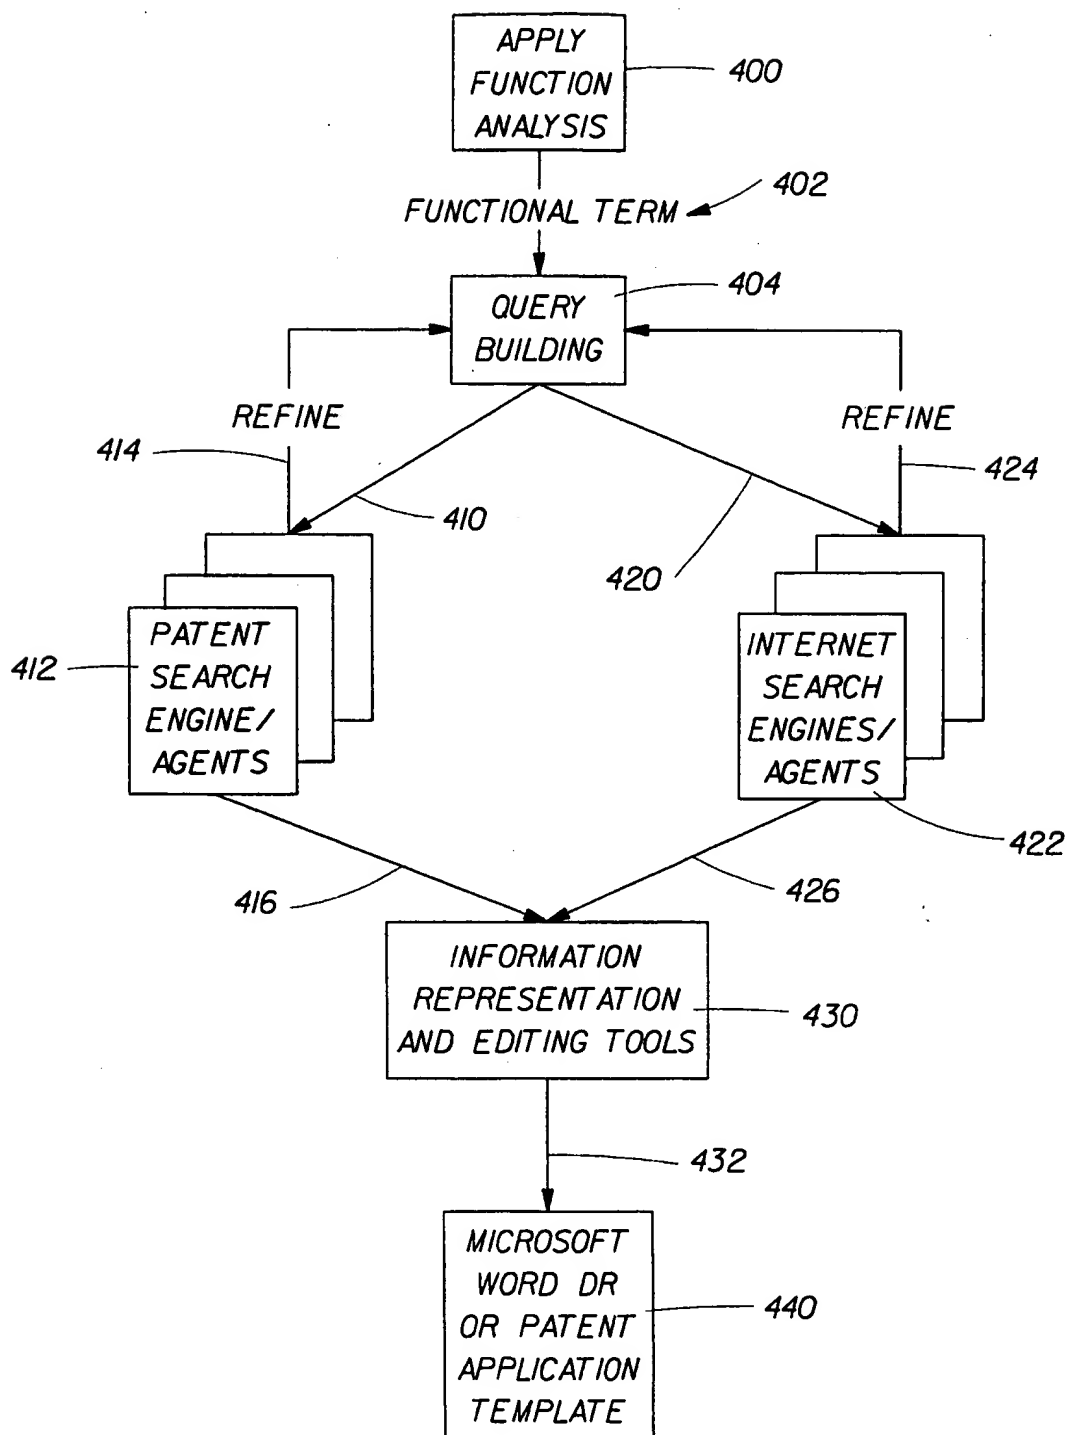 APPLY
FUNCTION
ANALYSIS
400
402
FUNCTIONAL TERM
404
QUERY
BUILDING
REFINE
REFINE
414
424
410
420
PATENT
SEARCH
ENGINE/
AGENTS
412
INTERNET
SEARCH
ENGINES/
AGENTS
422
416
426
INFORMATION
REPRESENTATION
AND EDITING TOOLS
430
432
MICROSOFT
WORD DR
OR PATENT
APPLICATION
TEMPLATE
440